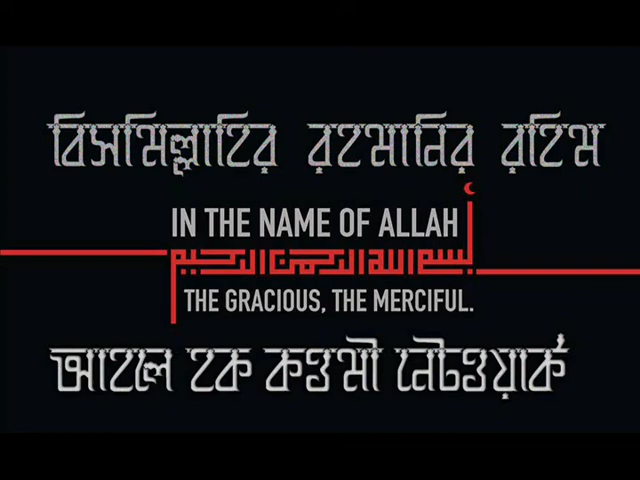 বিসমিল্লাহির রহমানির রহিম
IN THE NAME OF ALLAH
بسم الله الرحمن الرحيم
THE GRACIOUS, THE MERCIFUL.
আহলে হক কওমী নেটওয়ার্ক